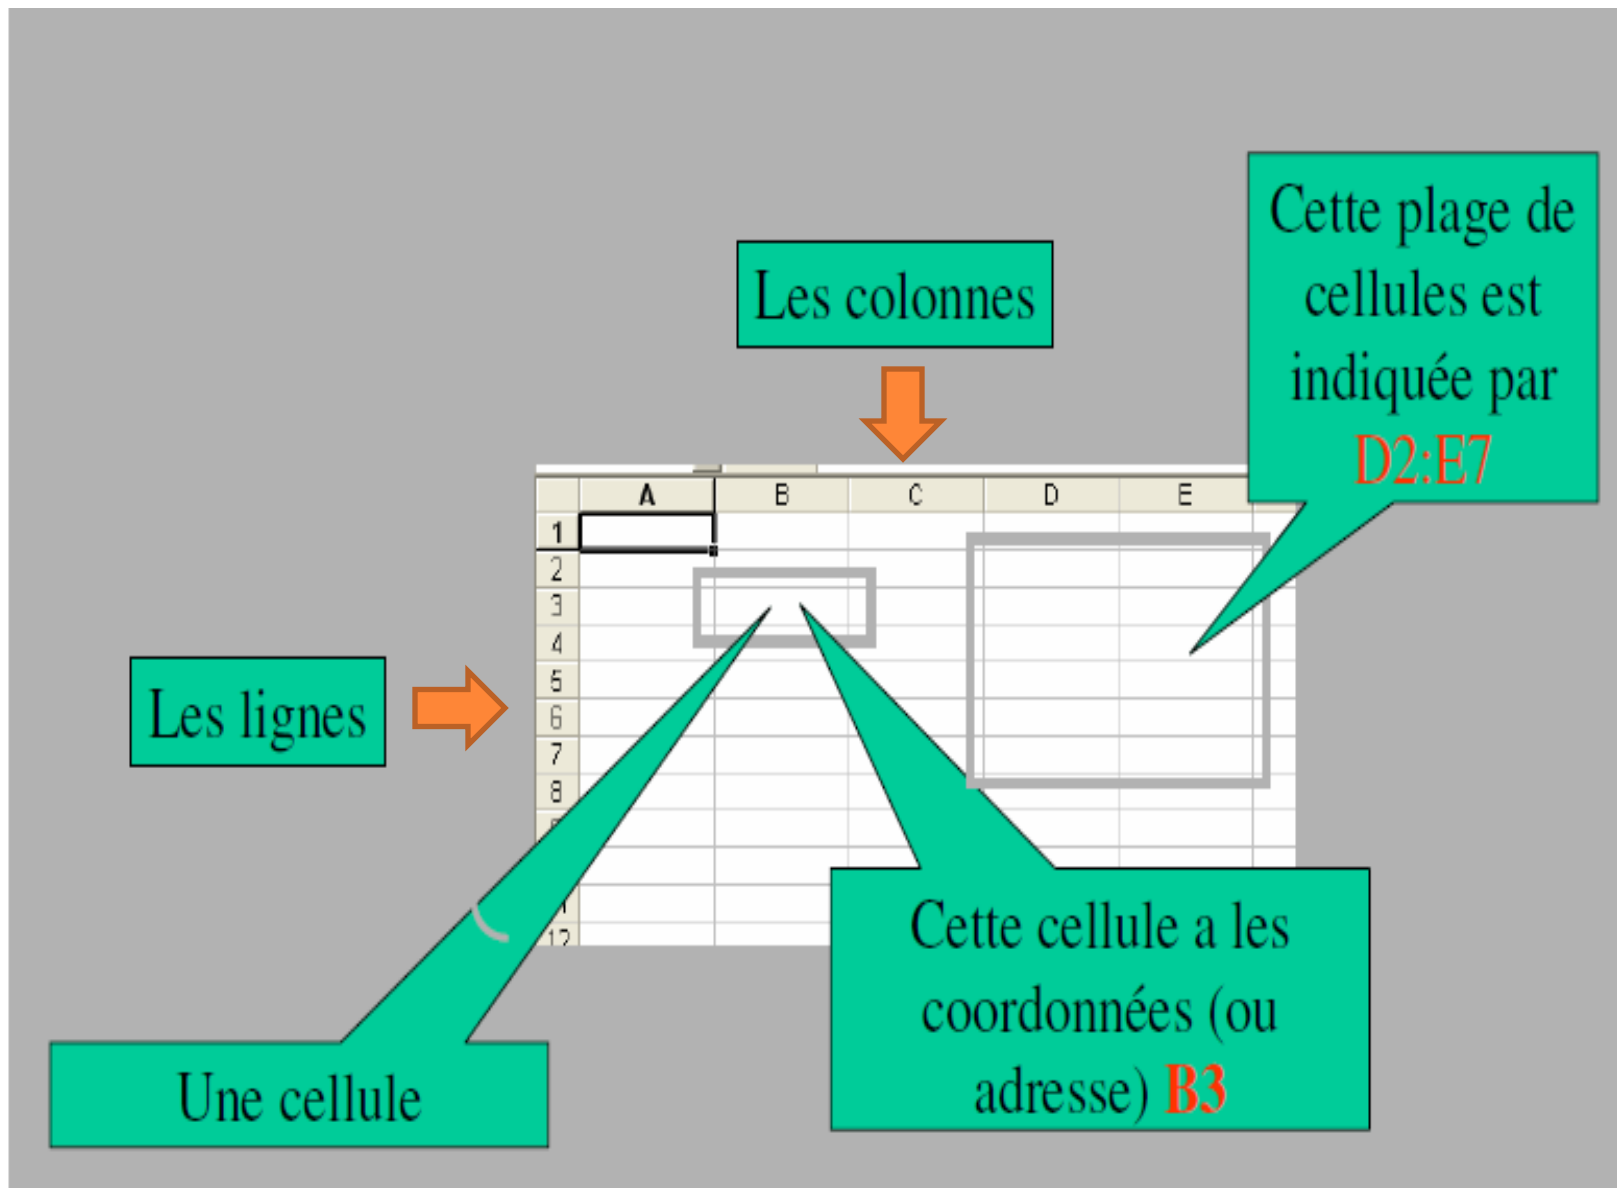 Cette plage de
cellules est
indiquée par
D2:E7
Les colonnes
A B C D E
1
2
3
4
5
6
7
8
12
Les lignes
Cette cellule a les
coordonnées (ou
adresse) B3
Une cellule